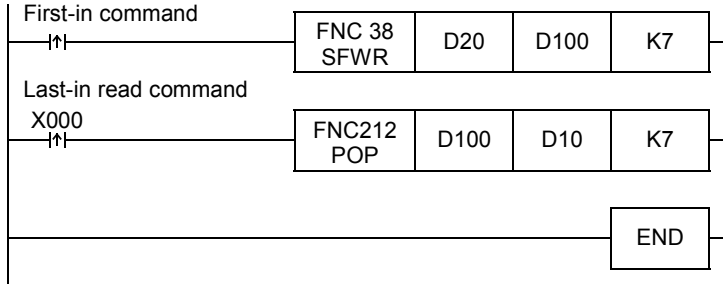 First-in command
FNC 38 SFWR D20 D100 K7
Last-in read command
X000
FNC212 POP D100 D10 K7
END